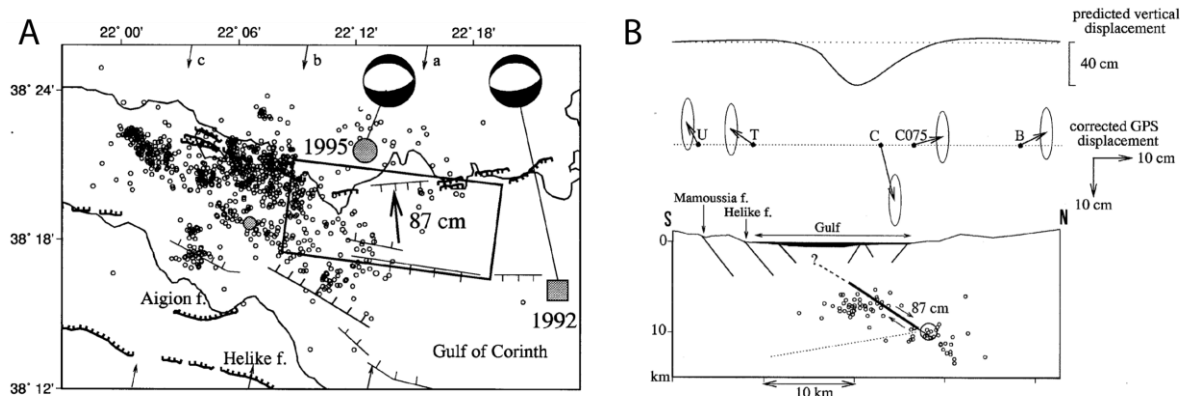 A
22° 00'
22° 06'
22° 12'
22° 18'
c
b
a
38° 24'
1995
87 cm
38° 18'
Aigion f.
1992
Gulf of Corinth
Helike f.
38° 12'
B
predicted vertical
displacement
40 cm
U
T
C
C075
B
corrected GPS
displacement
10 cm
10 cm
Mamoussia f.
S
Helike f.
Gulf
N
0
?
87 cm
10
km
10 km